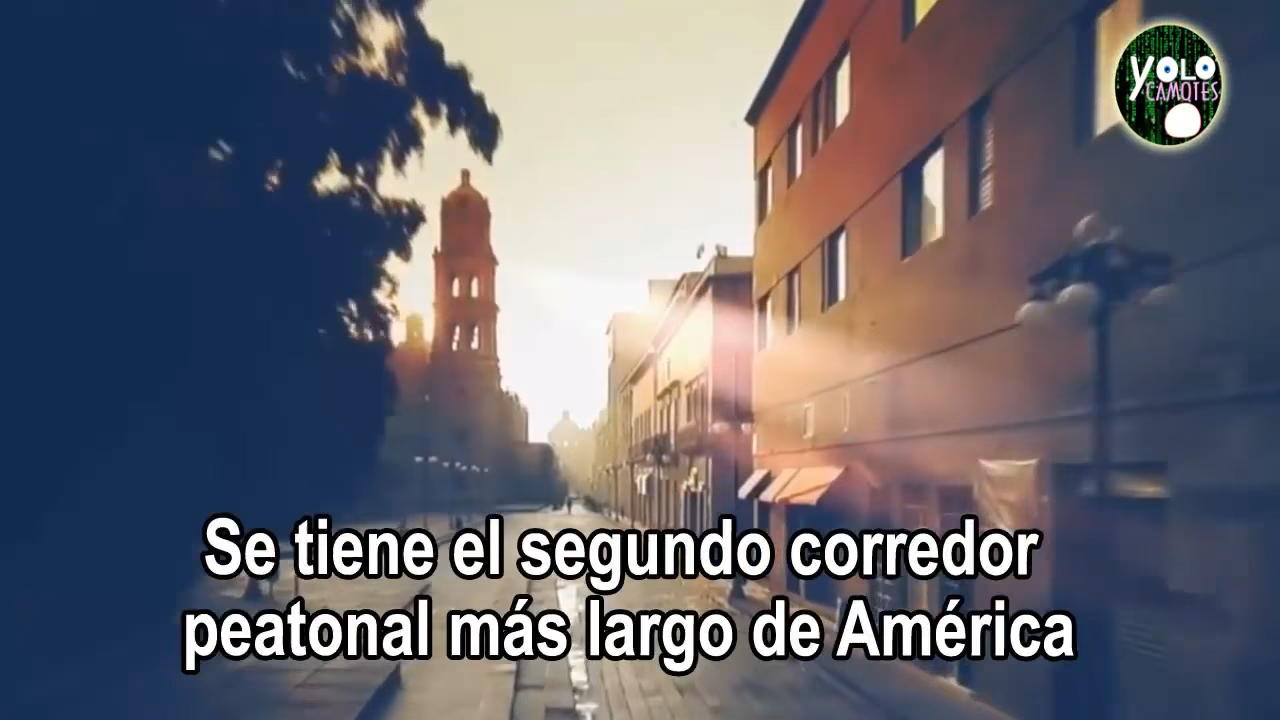 yOLO
CAMOTES
Se tiene el segundo corredor
peatonal más largo de América